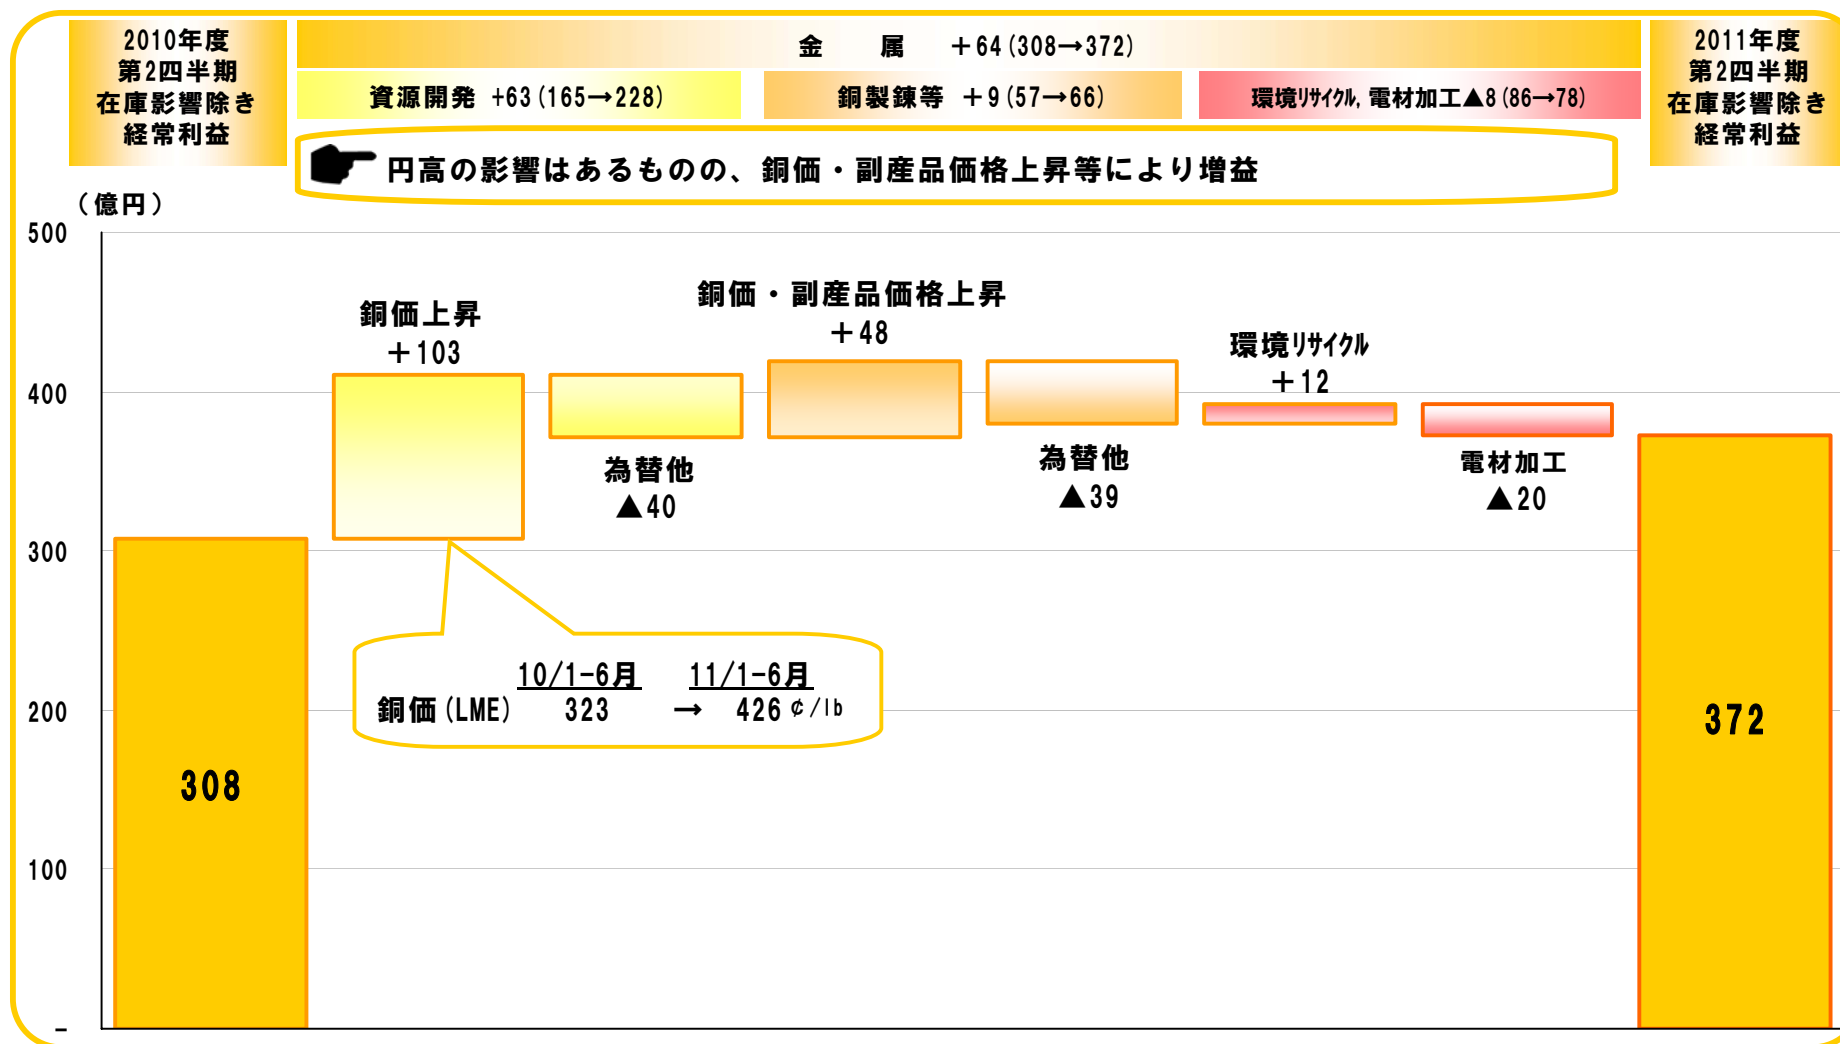 2010年度
第2四半期
在庫影響除き
経常利益
金 属 +64(308→372)
資源開発 +63(165→228)
銅製錬等 +9(57→66)
環境ﾘｻｲｸﾙ,電材加工▲8(86→78)
2011年度
第2四半期
在庫影響除き
経常利益
円高の影響はあるものの、銅価・副産品価格上昇等により増益
（億円）
500
400
300
200
100
－
308
銅価上昇
+103
為替他
▲40
銅価・副産品価格上昇
+48
為替他
▲39
環境ﾘｻｲｸﾙ
+12
電材加工
▲20
372
10/1-6月 11/1-6月
銅価(LME) 323 → 426￠/lb